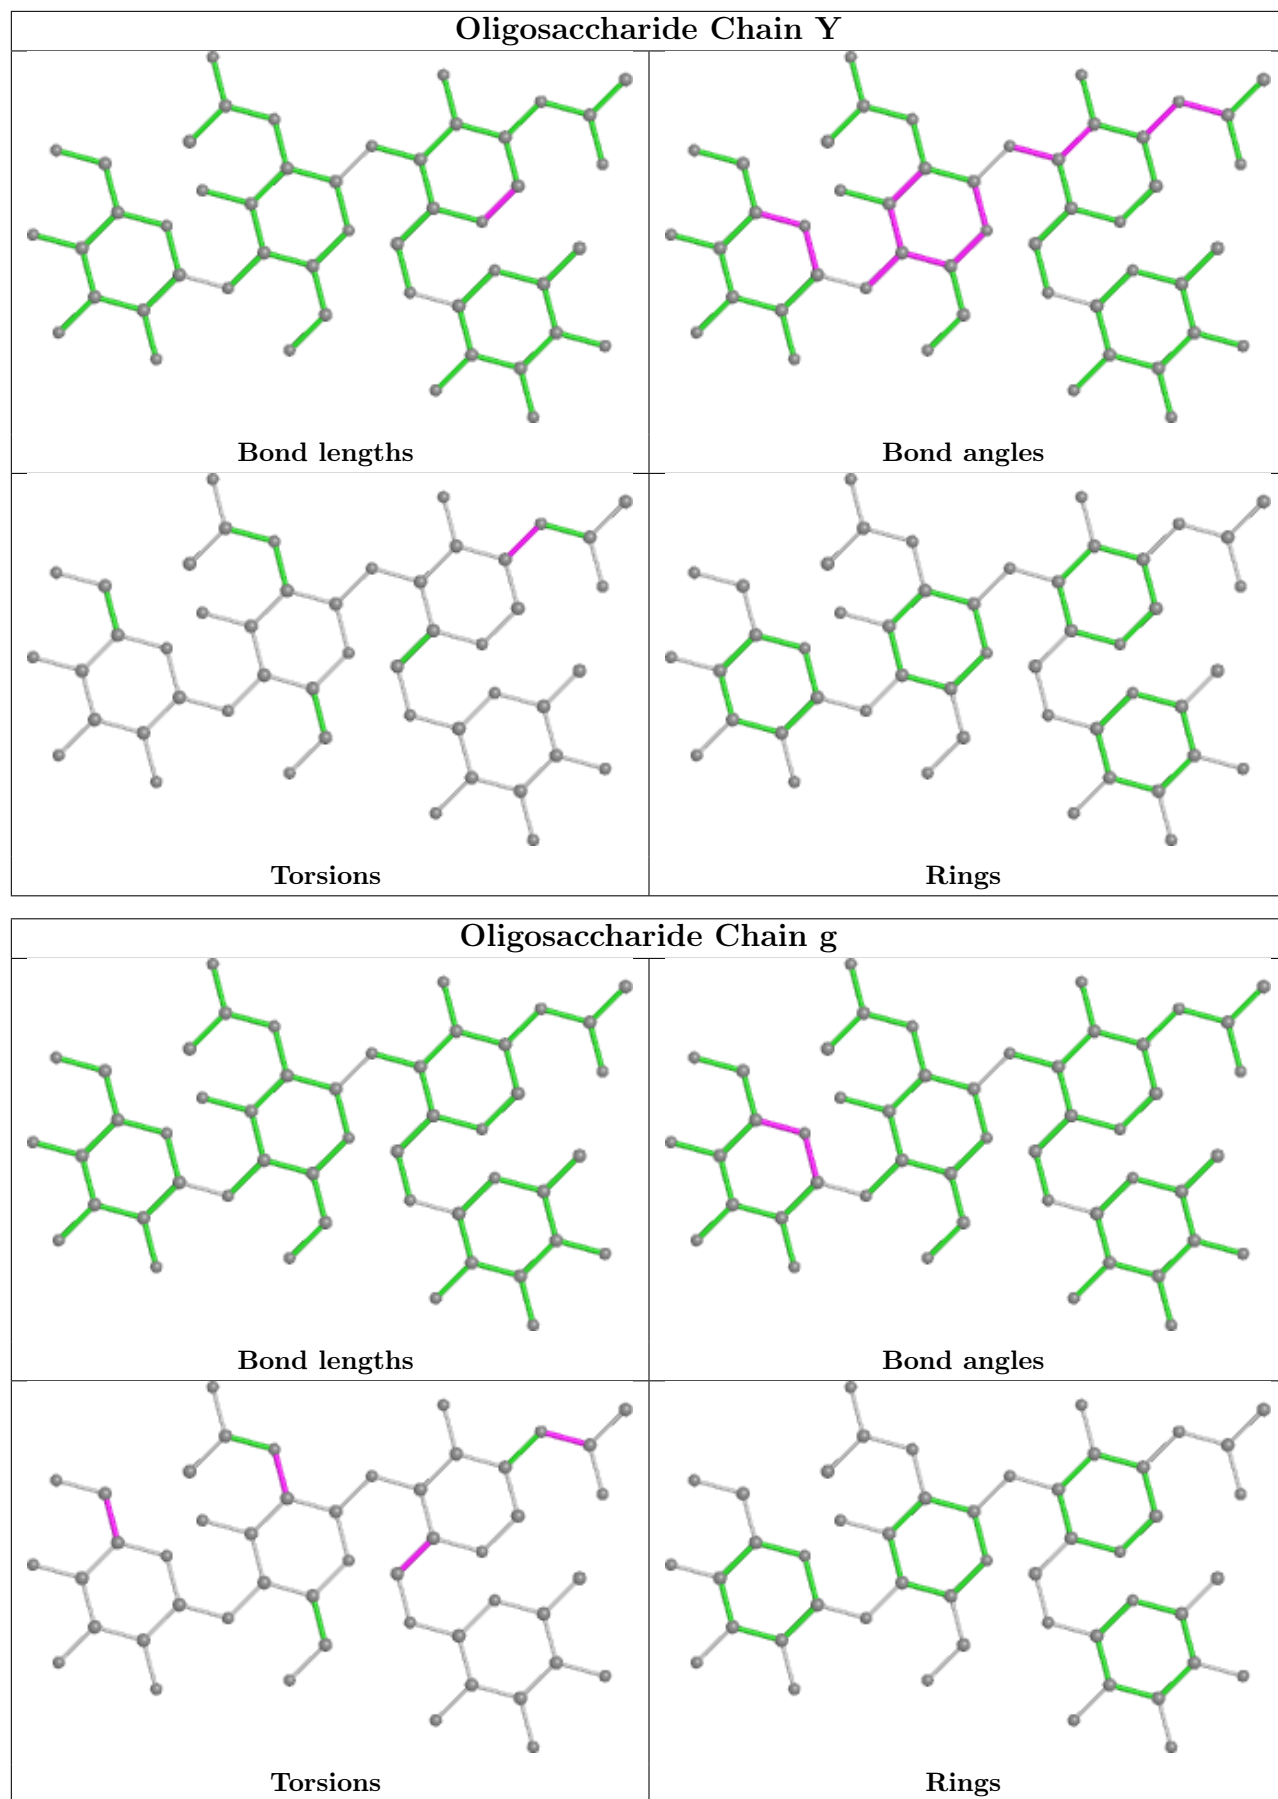 Oligosaccharide Chain Y
Bond lengths
Bond angles
Torsions
Rings
Oligosaccharide Chain g
Bond lengths
Bond angles
Torsions
Rings